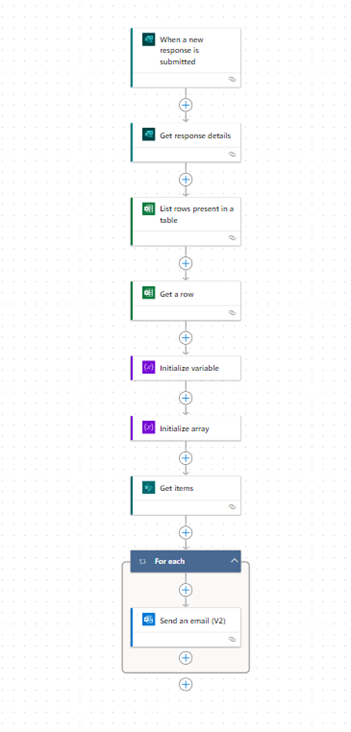 When a new
response is
submitted
Get response details
List rows present in a
table
Get a row
{x}
Initialize variable
{x}
Initialize array
Get items
For each
Send an email (V2)